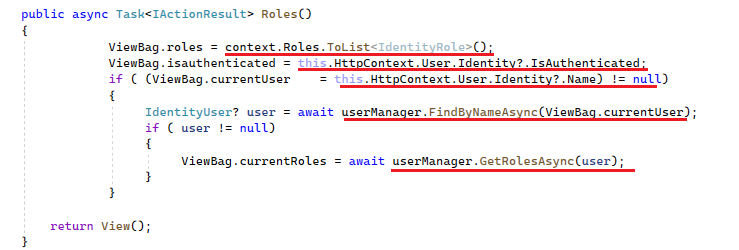 public async Task<IActionResult> Roles()
{
ViewBag.roles = context.Roles.ToList<IdentityRole>();
ViewBag.isauthenticated = this.HttpContext.User.Identity?.IsAuthenticated;
if ( (ViewBag.currentUser = this.HttpContext.User.Identity?.Name) != null)
{
IdentityUser? user = await userManager.FindByNameAsync(ViewBag.currentUser);
if ( user != null)
{
ViewBag.currentRoles = await userManager.GetRolesAsync(user);
}
}
return View();
}